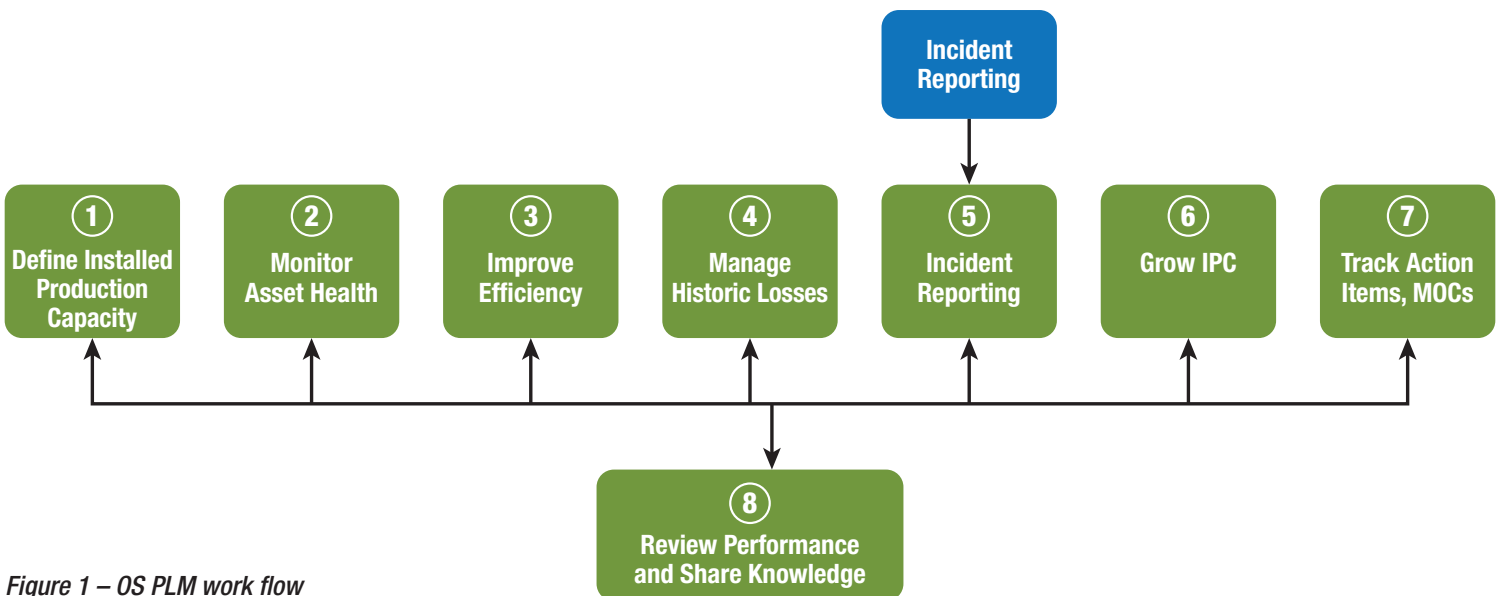 Incident
Reporting
1
Define Installed
Production
Capacity
2
Monitor
Asset Health
3
Improve
Efficiency
4
Manage
Historic Losses
5
Incident
Reporting
6
Grow IPC
7
Track Action
Items, MOCs
8
Review Performance
and Share Knowledge
Figure 1 – OS PLM work flow